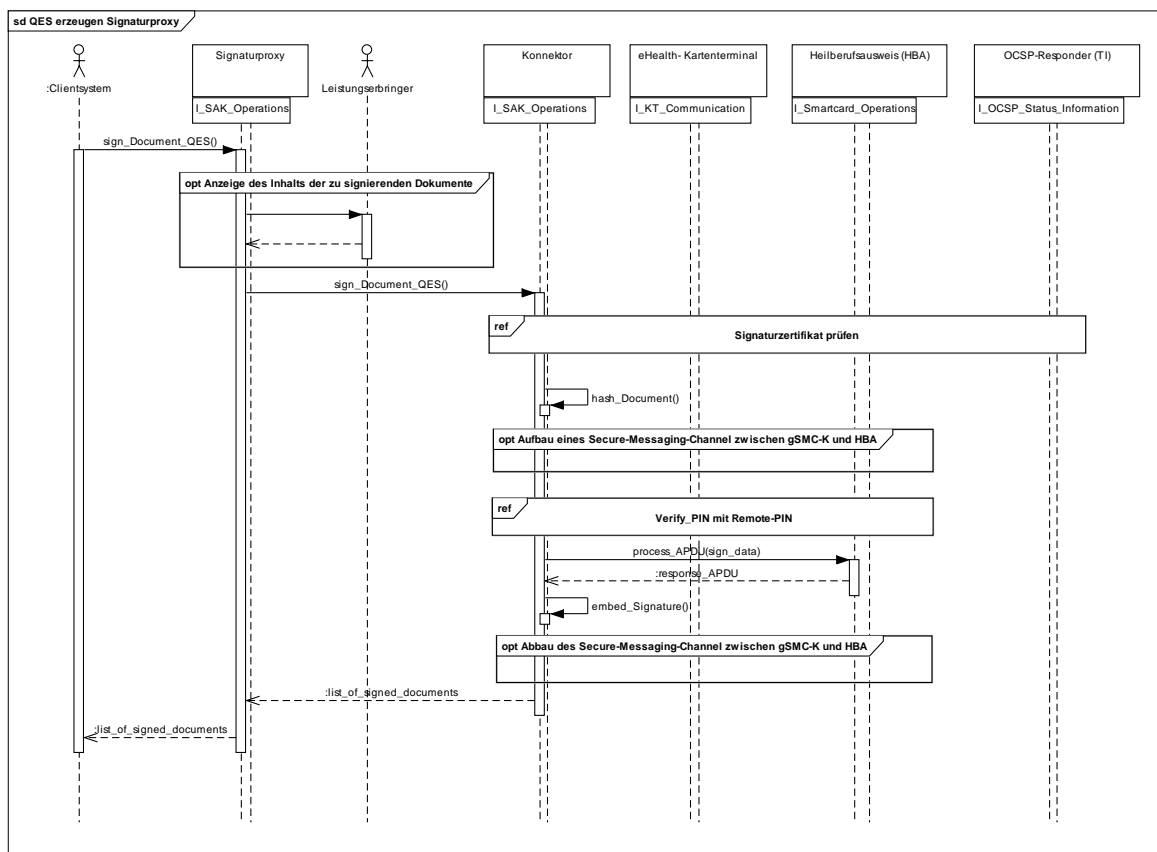 sd QES erzeugen Signaturproxy
Signaturproxy
Konnektor
eHealth- Kartenterminal
Heilberufsausweis (HBA)
OCSP-Responder (TI)
:Clientsystem
Leistungserbringer
I_SAK_Operations
I_SAK_Operations
I_KT_Communication
I_Smartcard_Operations
I_OCSP_Status_Information
sign_Document_QES()
opt Anzeige des Inhalts der zu signierenden Dokumente
sign_Document_QES()
ref
Signaturzertifikat prüfen
hash_Document()
opt Aufbau eines Secure-Messaging-Channel zwischen gSMC-K und HBA
ref
Verify_PIN mit Remote-PIN
process_APDU(sign_data)
:response_APDU
embed_Signature()
opt Abbau des Secure-Messaging-Channel zwischen gSMC-K und HBA
:list_of_signed_documents
:list_of_signed_documents